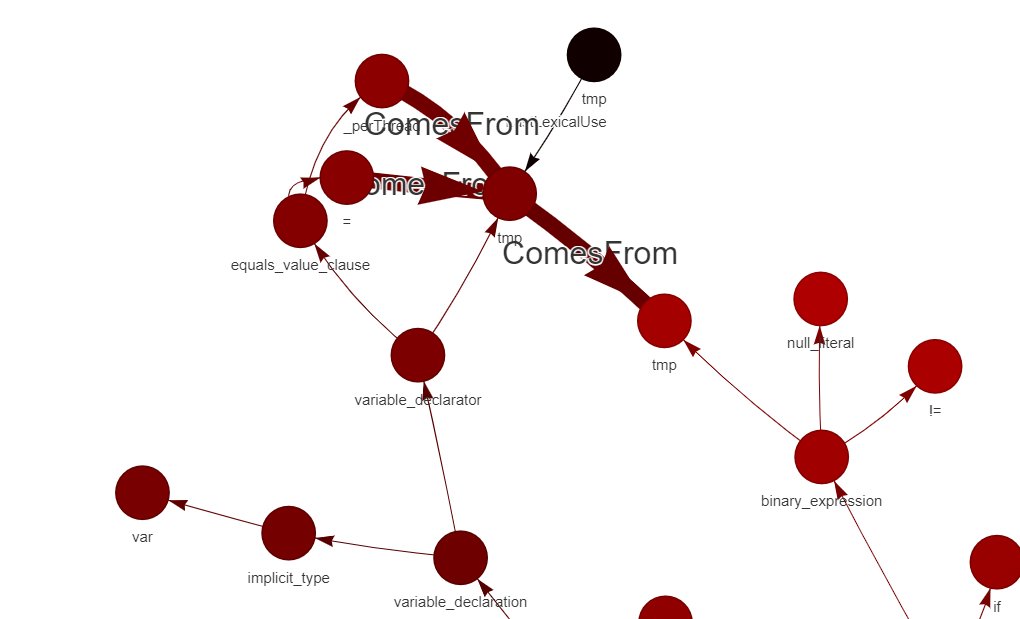 tmp
_perThread
ComesFrom
LexicalUse
ComesFrom
=
tmp
equals_value_clause
ComesFrom
null_literal
tmp
variable_declarator
!=
binary_expression
var
implicit_type
variable_declaration
if